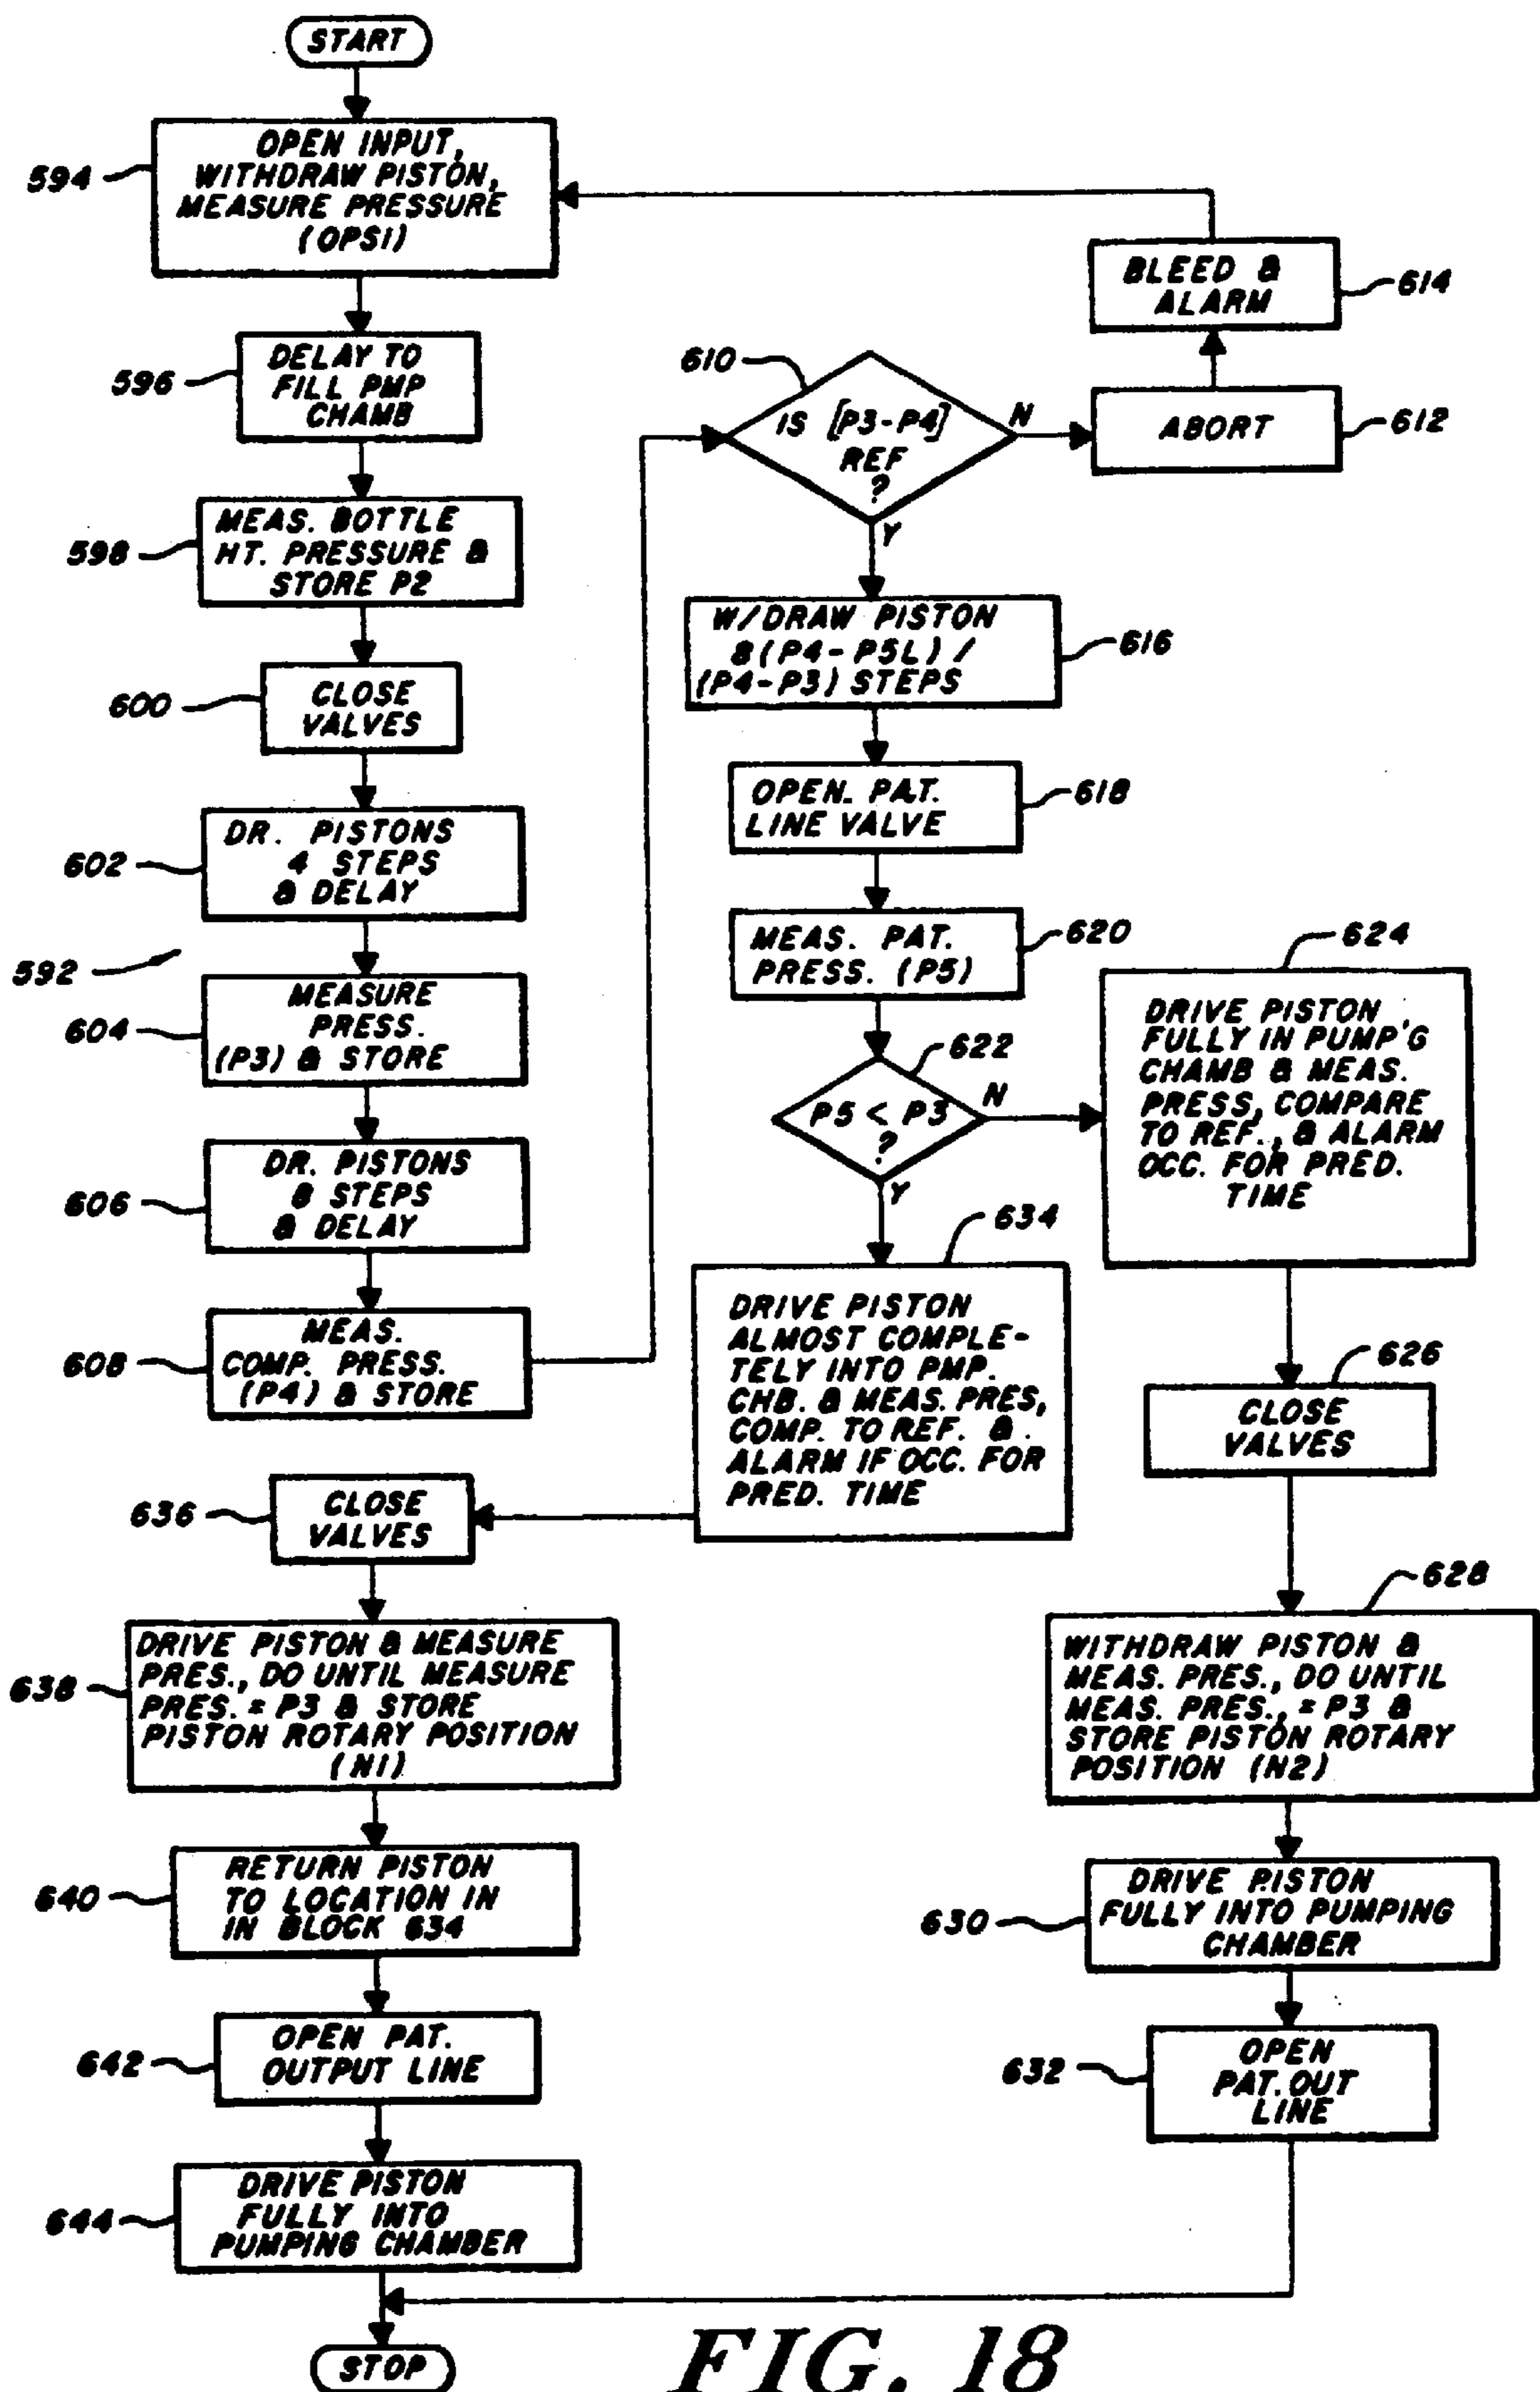 START
594
OPEN INPUT,
WITHDRAW PISTON,
MEASURE PRESSURE
(OPSI)
596
DELAY TO
FILL PMP
CHAMB
598
MEAS. BOTTLE
HT. PRESSURE &
STORE P2
600
CLOSE
VALVES
602
DR. PISTONS
4 STEPS
& DELAY
592
604
MEASURE
PRESS.
(P3) & STORE
606
DR. PISTONS
8 STEPS
& DELAY
608
MEAS.
COMP. PRESS.
(P4) & STORE
610
IS [P3-P4]
REF
?
N
Y
ABORT
612
BLEED &
ALARM
614
W/DRAW PISTON
8(P4-P5L)/
(P4-P3) STEPS
616
OPEN. PAT.
LINE VALVE
618
MEAS. PAT.
PRESS. (P5)
620
P5 < P3
?
622
N
Y
624
DRIVE PISTON
FULLY IN PUMP'G
CHAMB & MEAS.
PRESS, COMPARE
TO REF., & ALARM
OCC. FOR PRED.
TIME
626
CLOSE
VALVES
628
WITHDRAW PISTON &
MEAS. PRES., DO UNTIL
MEAS. PRES., = P3 &
STORE PISTON ROTARY
POSITION (N2)
630
DRIVE PISTON
FULLY INTO PUMPING
CHAMBER
632
OPEN
PAT. OUT
LINE
634
DRIVE PISTON
ALMOST COMPLE-
TELY INTO PMP.
CHB. & MEAS. PRES,
COMP. TO REF. &
ALARM IF OCC. FOR
PRED. TIME
636
CLOSE
VALVES
638
DRIVE PISTON & MEASURE
PRES., DO UNTIL MEASURE
PRES. = P3 & STORE
PISTON ROTARY POSITION
(N1)
640
RETURN PISTON
TO LOCATION IN
IN BLOCK 634
642
OPEN PAT.
OUTPUT LINE
644
DRIVE PISTON
FULLY INTO
PUMPING CHAMBER
STOP
FIG. 18